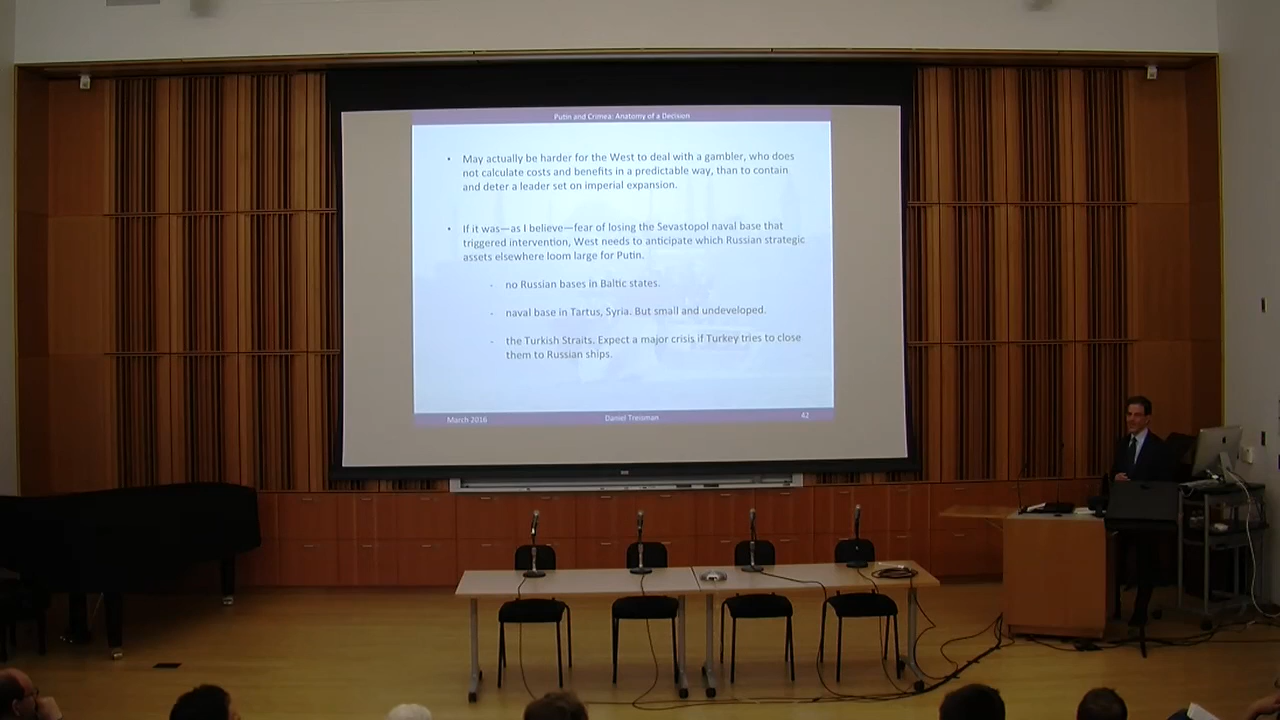 Putin and Crimea: Anatomy of a Decision
• May actually be harder for the West to deal with a gambler, who does
not calculate costs and benefits in a predictable way, than to contain
and deter a leader set on imperial expansion.
• If it was—as I believe—fear of losing the Sevastopol naval base that
triggered intervention, West needs to anticipate which Russian strategic
assets elsewhere loom large for Putin.
- no Russian bases in Baltic states.
- naval base in Tartus, Syria. But small and undeveloped.
- the Turkish Straits. Expect a major crisis if Turkey tries to close
them to Russian ships.
March 2016 Daniel Treisman 42